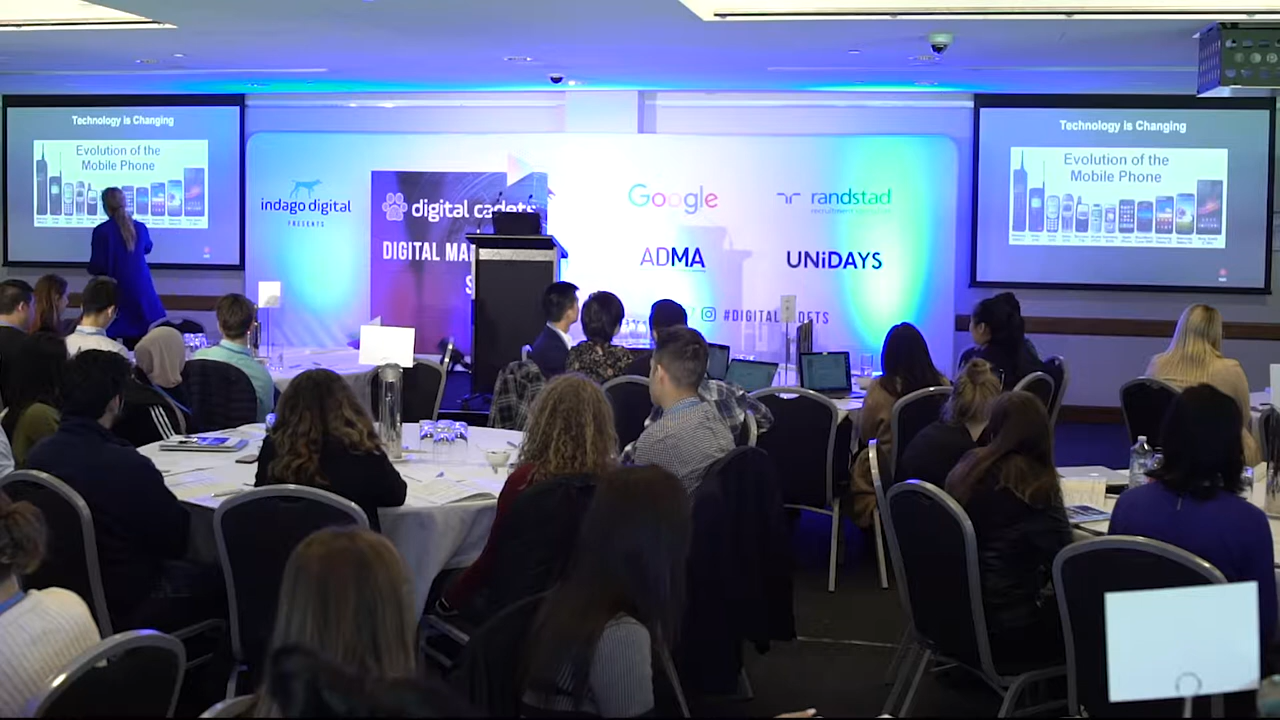 Technology is Changing
Evolution of the
Mobile Phone
indago digital
PRESENTS
digital cadets
DIGITAL MA
S
Google
randstad
ADMA
UNiDAYS
#DIGITAL
Technology is Changing
Evolution of the
Mobile Phone